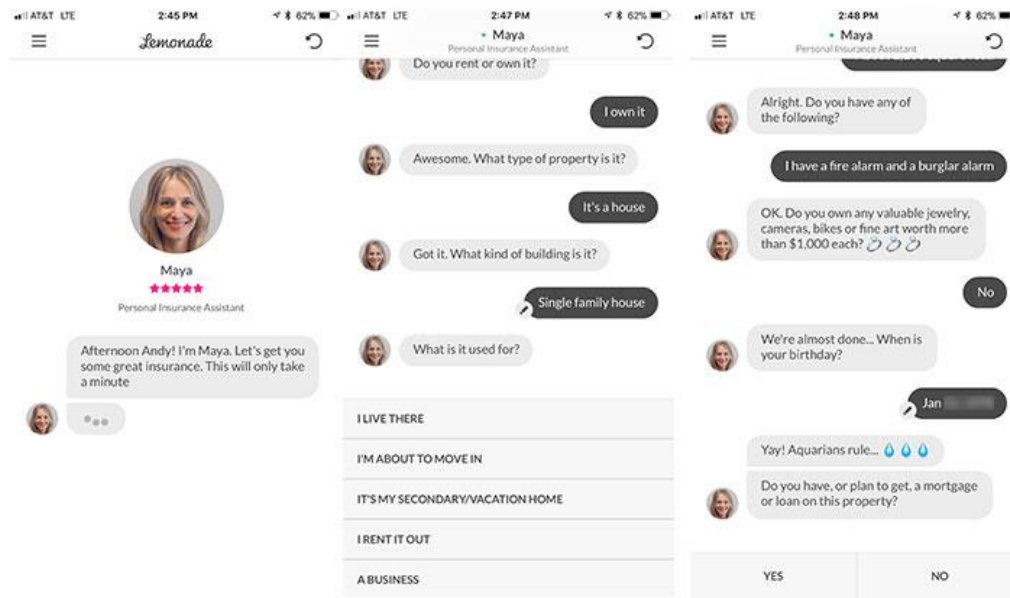 AT&T LTE
2:45 PM
62%
Lemonade
Maya
Personal Insurance Assistant
Afternoon Andy! I'm Maya. Let's get you
some great insurance. This will only take
a minute
AT&T LTE
2:47 PM
62%
Maya
Personal Insurance Assistant
Do you rent or own it?
I own it
Awesome. What type of property is it?
It's a house
Got it. What kind of building is it?
Single family house
What is it used for?
I LIVE THERE
I'M ABOUT TO MOVE IN
IT'S MY SECONDARY/VACATION HOME
I RENT IT OUT
A BUSINESS
AT&T LTE
2:48 PM
62%
Maya
Personal Insurance Assistant
Alright. Do you have any of
the following?
I have a fire alarm and a burglar alarm
OK. Do you own any valuable jewelry,
cameras, bikes or fine art worth more
than $1,000 each? 💍💍💍
No
We're almost done... When is
your birthday?
Jan
Yay! Aquarians rule... 💧💧💧
Do you have, or plan to get, a mortgage
or loan on this property?
YES
NO